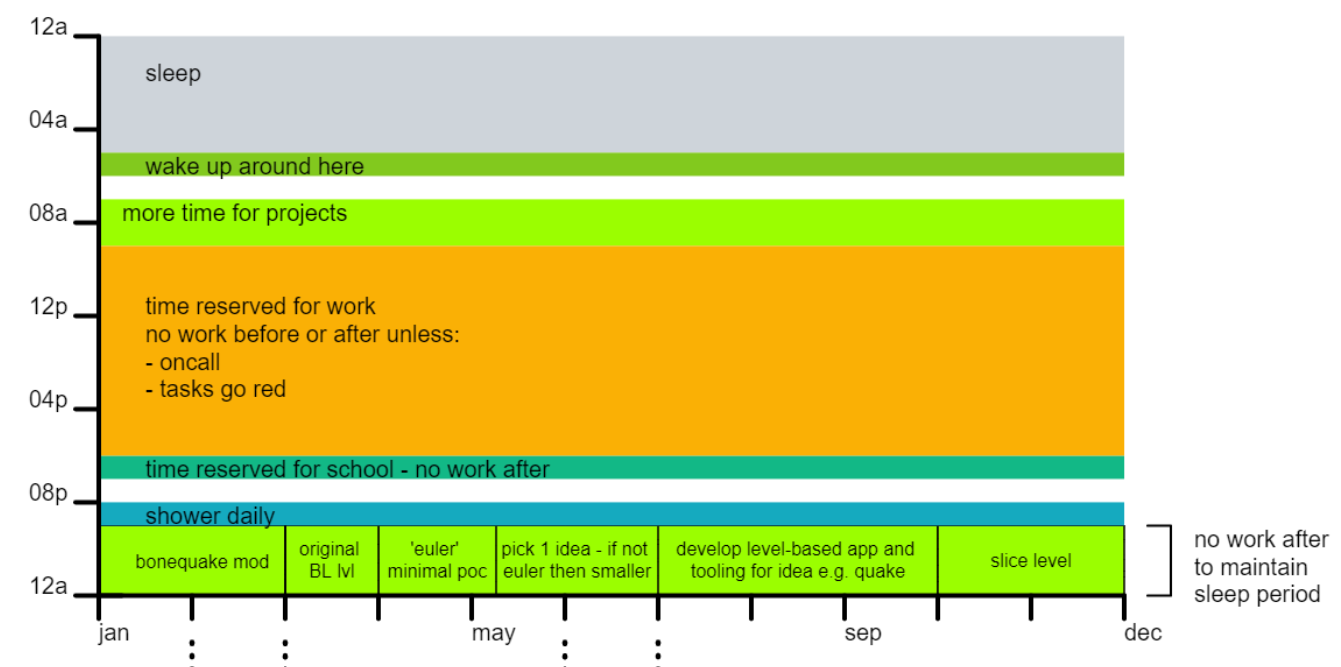 12a
sleep
04a
wake up around here
08a
more time for projects
12p
time reserved for work
no work before or after unless:
- oncall
- tasks go red
04p
time reserved for school - no work after
08p
shower daily
bonequake mod
original
BL lvl
'euler'
minimal poc
pick 1 idea - if not
euler then smaller
develop level-based app and
tooling for idea e.g. quake
slice level
no work after
to maintain
sleep period
12a
jan
may
sep
dec